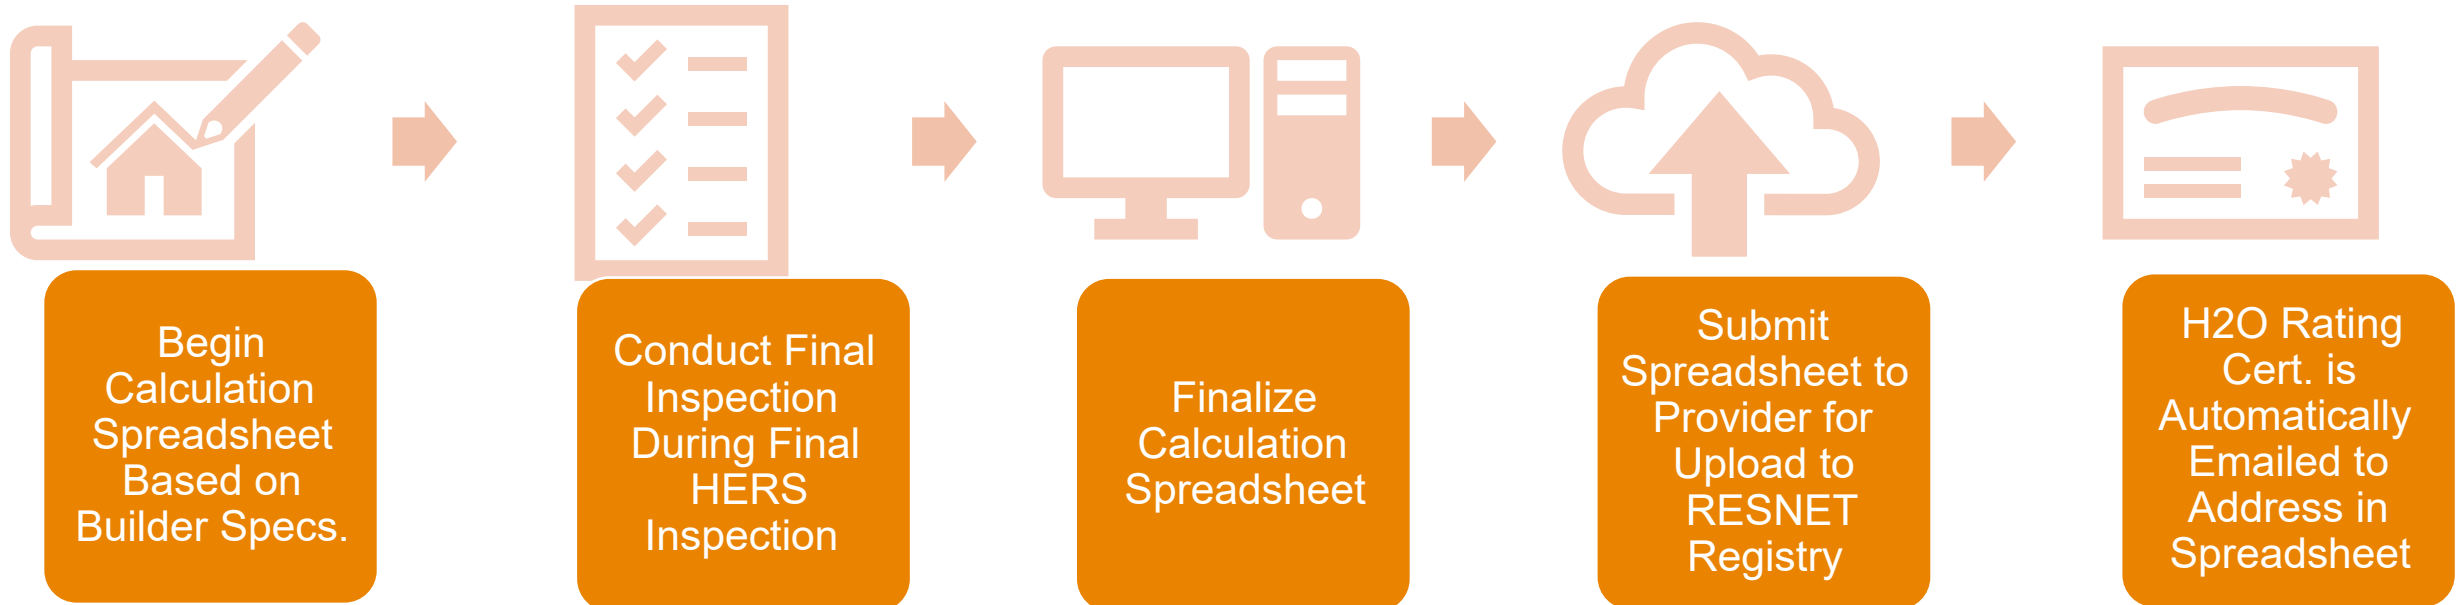 Begin
Calculation
Spreadsheet
Based on
Builder Specs.
Conduct Final
Inspection
During Final
HERS
Inspection
Finalize
Calculation
Spreadsheet
Submit
Spreadsheet to
Provider for
Upload to
RESNET
Registry
H2O Rating
Cert. is
Automatically
Emailed to
Address in
Spreadsheet